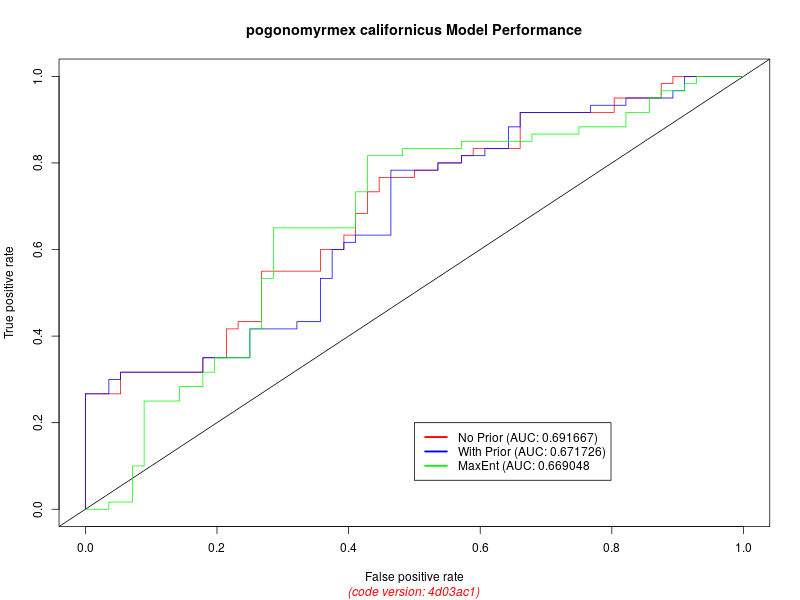 pogonomyrmex californicus Model Performance
True positive rate
1.0
0.8
0.6
0.4
0.2
0.0
No Prior (AUC: 0.691667)
With Prior (AUC: 0.671726)
MaxEnt (AUC: 0.669048
0.0 0.2 0.4 0.6 0.8 1.0
False positive rate
(code version: 4d03ac1)